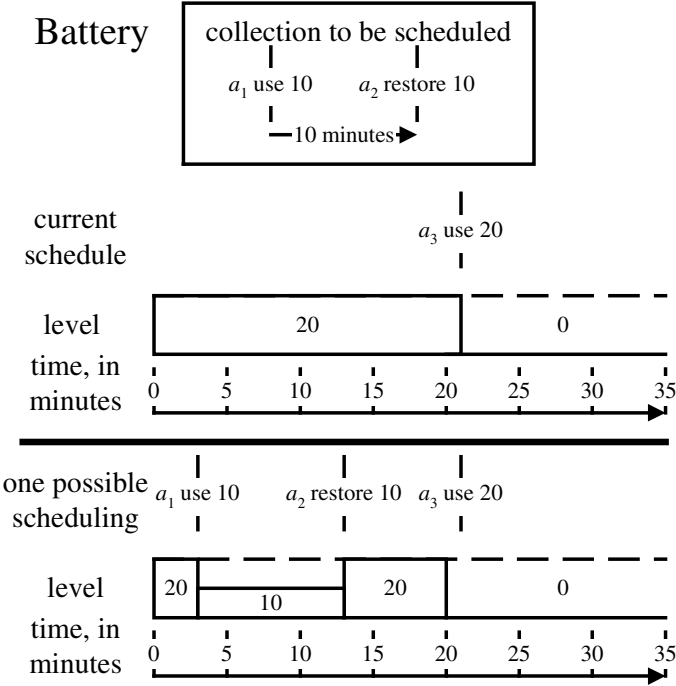 Battery
collection to be scheduled
a₁ use 10 a₂ restore 10
10 minutes
current
schedule
a₃ use 20
level 20 0
time, in
minutes
0 5 10 15 20 25 30 35
one possible
scheduling
a₁ use 10 a₂ restore 10 a₃ use 20
level 20 10 20 0
time, in
minutes
0 5 10 15 20 25 30 35